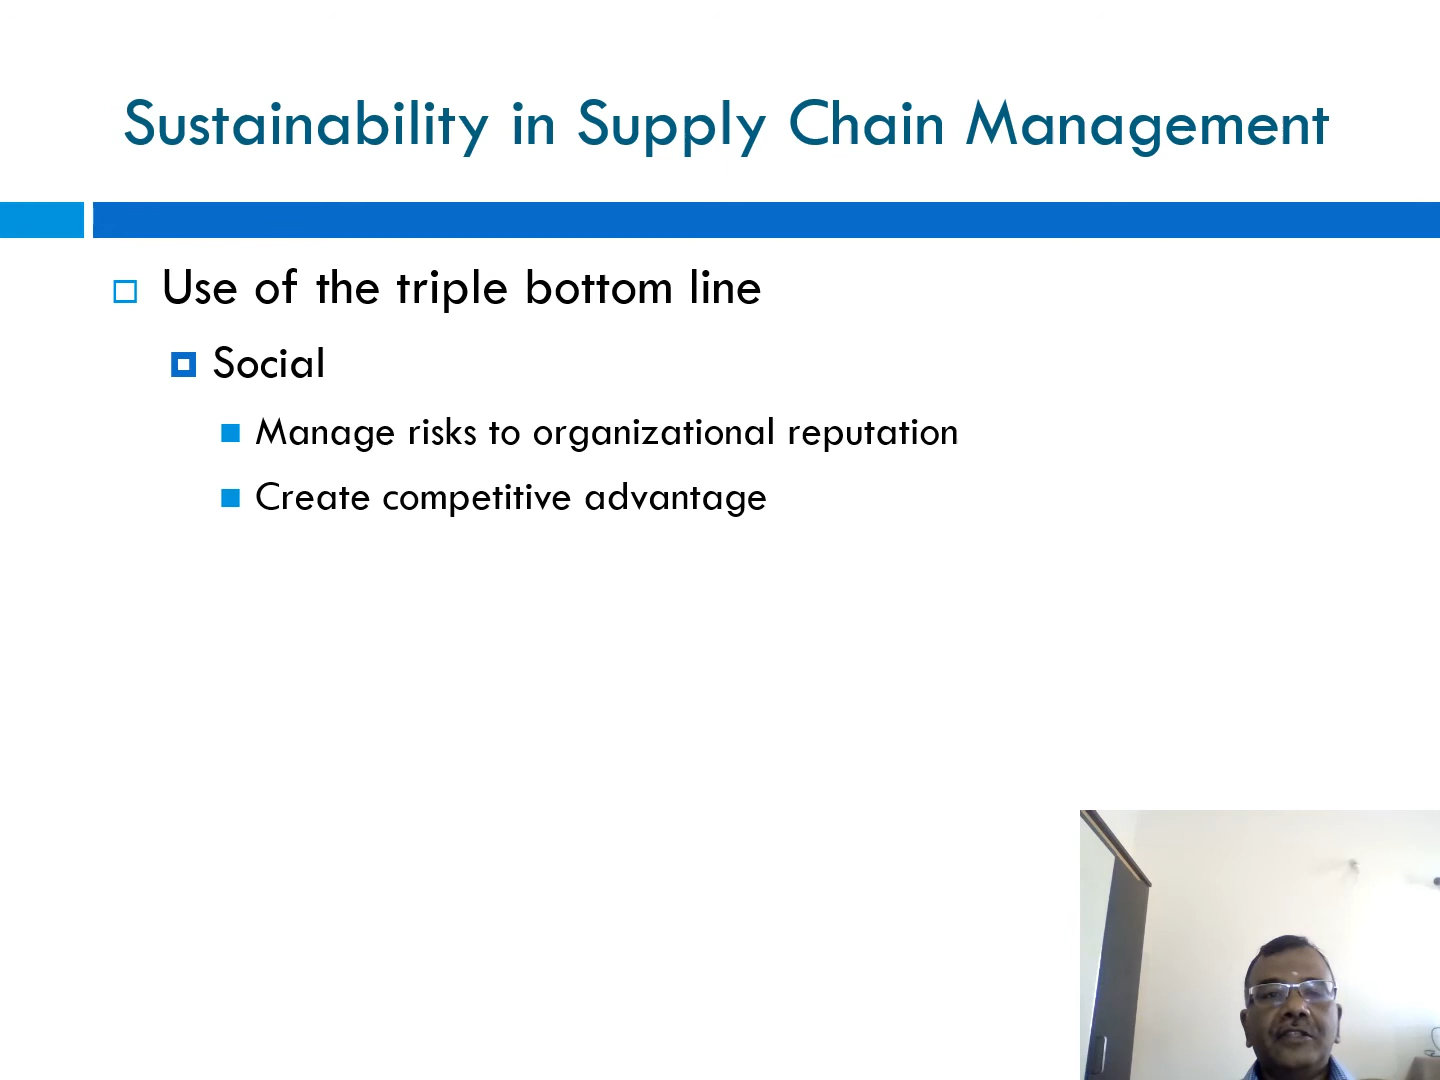 Sustainability in Supply Chain Management
Use of the triple bottom line
Social
Manage risks to organizational reputation
Create competitive advantage